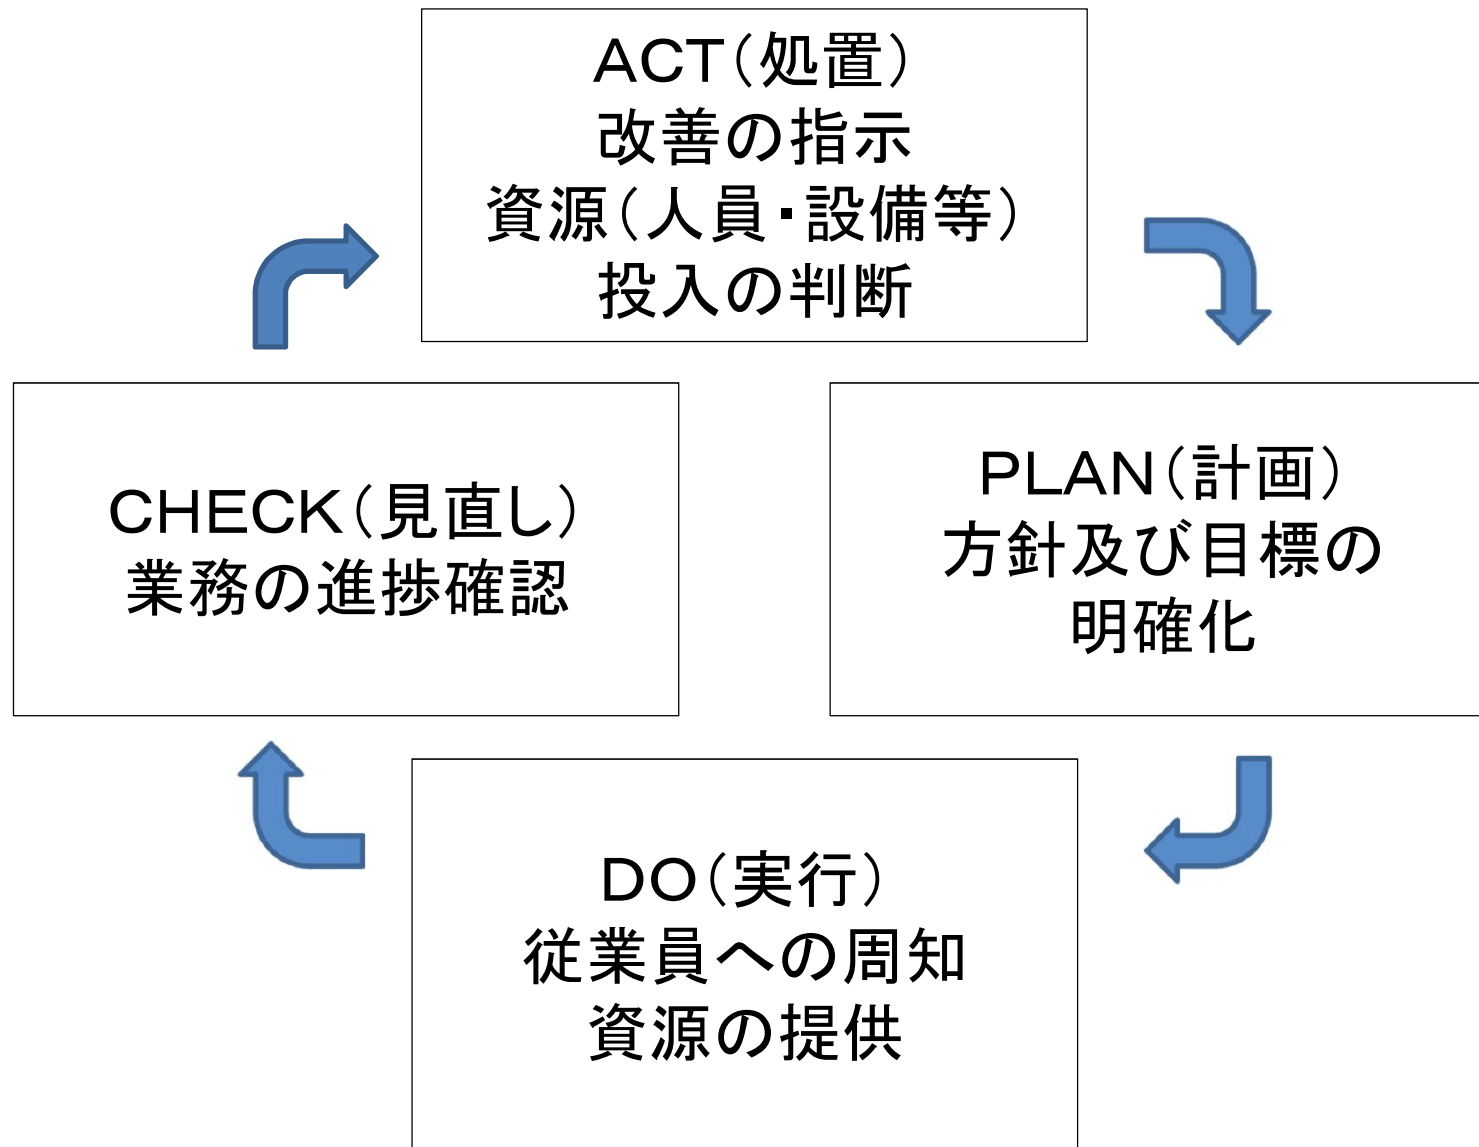 ACT(処置)
改善の指示
資源(人員・設備等)
投入の判断
CHECK(見直し)
業務の進捗確認
PLAN(計画)
方針及び目標の
明確化
DO(実行)
従業員への周知
資源の提供